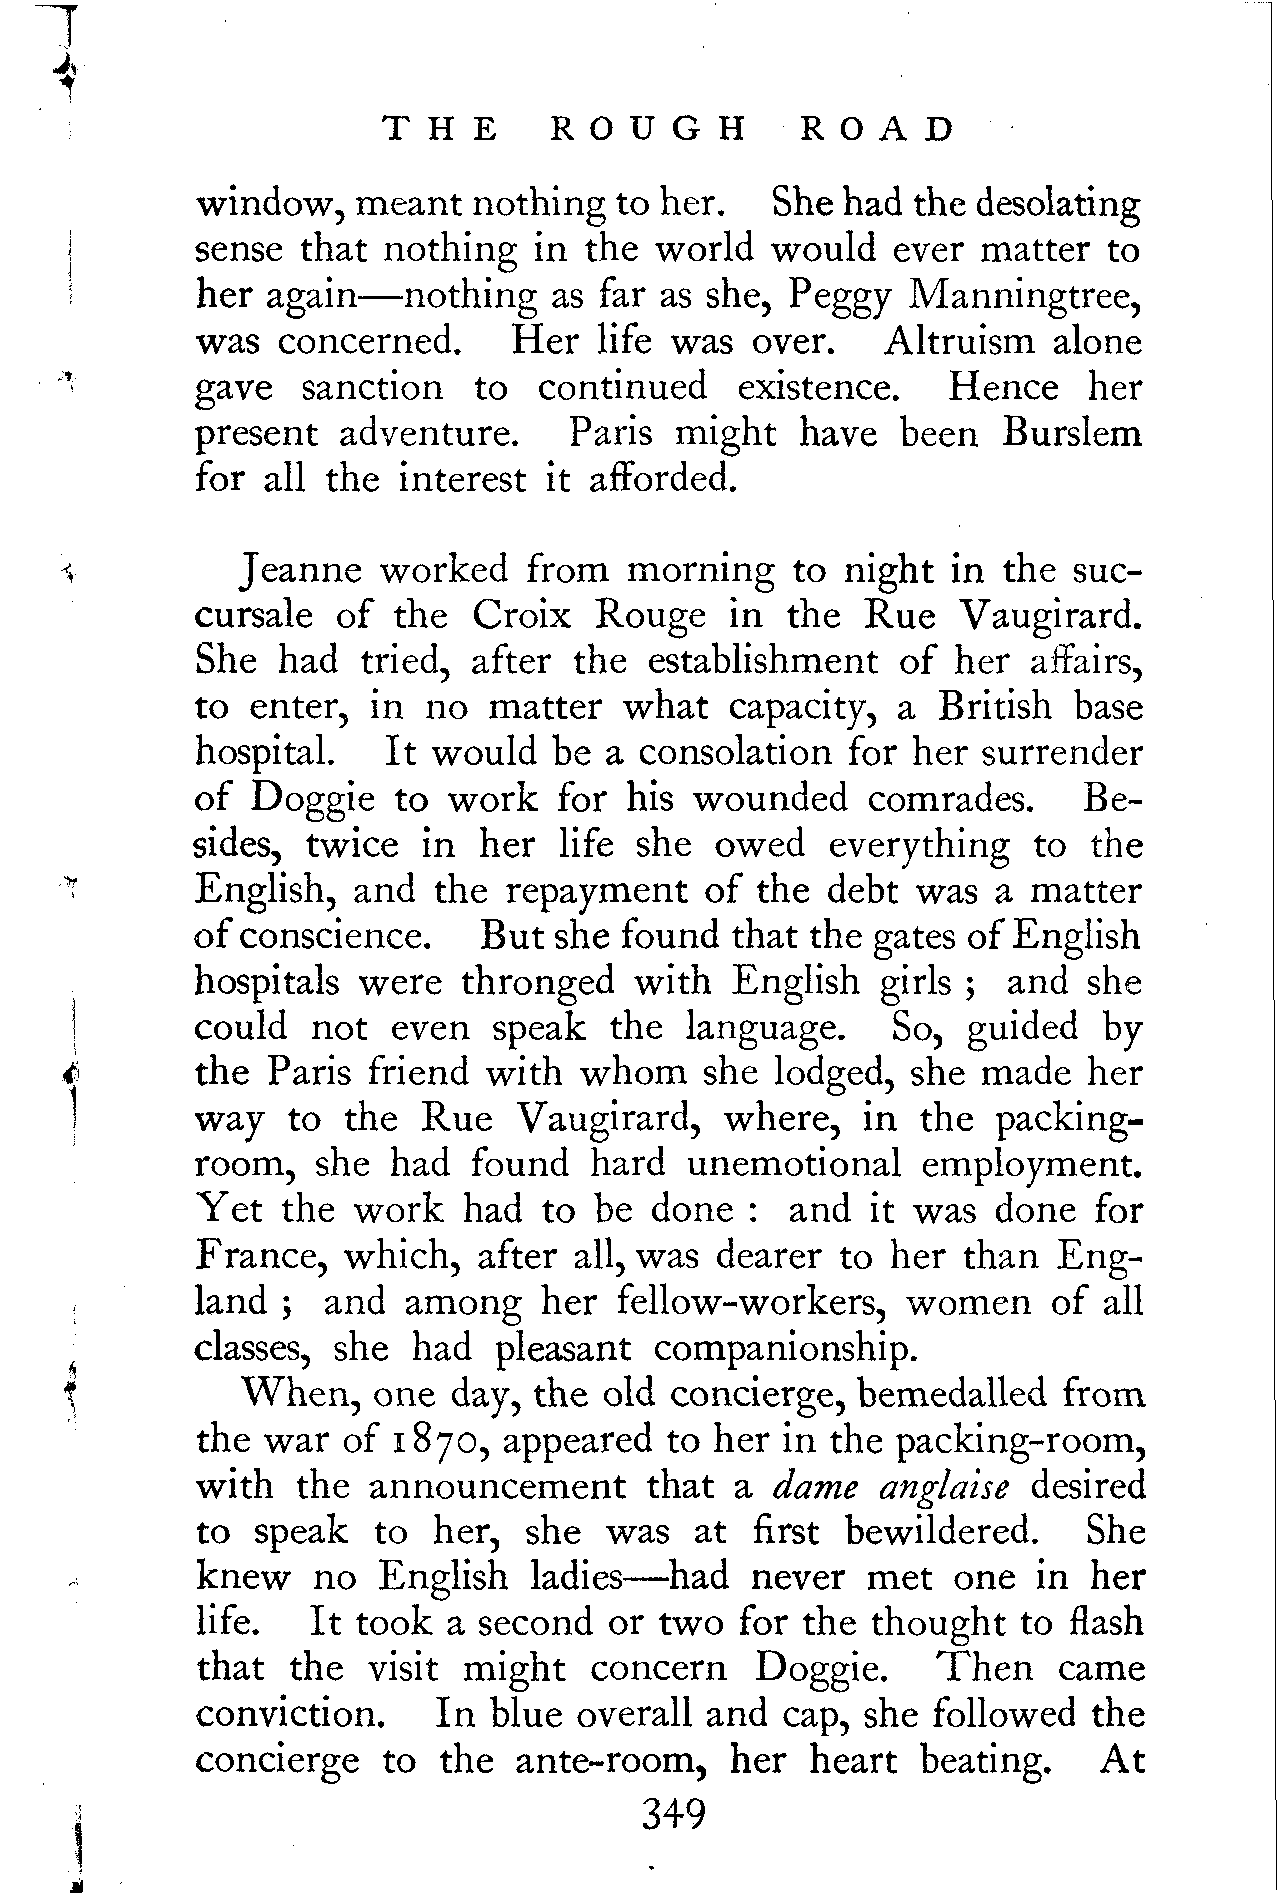 THE ROUGH ROAD
window, meant nothing to her. She had the desolating
sense that nothing in the world would ever matter to
her again—nothing as far as she, Peggy Manningtree,
was concerned. Her life was over. Altruism alone
gave sanction to continued existence. Hence her
present adventure. Paris might have been Burslem
for all the interest it afforded.
Jeanne worked from morning to night in the suc-
cursale of the Croix Rouge in the Rue Vaugirard.
She had tried, after the establishment of her affairs,
to enter, in no matter what capacity, a British base
hospital. It would be a consolation for her surrender
of Doggie to work for his wounded comrades. Be-
sides, twice in her life she owed everything to the
English, and the repayment of the debt was a matter
of conscience. But she found that the gates of English
hospitals were thronged with English girls ; and she
could not even speak the language. So, guided by
the Paris friend with whom she lodged, she made her
way to the Rue Vaugirard, where, in the packing-
room, she had found hard unemotional employment.
Yet the work had to be done : and it was done for
France, which, after all, was dearer to her than Eng-
land ; and among her fellow-workers, women of all
classes, she had pleasant companionship.
When, one day, the old concierge, bemedalled from
the war of 1870, appeared to her in the packing-room,
with the announcement that a dame anglaise desired
to speak to her, she was at first bewildered. She
knew no English ladies—had never met one in her
life. It took a second or two for the thought to flash
that the visit might concern Doggie. Then came
conviction. In blue overall and cap, she followed the
concierge to the ante-room, her heart beating. At
349